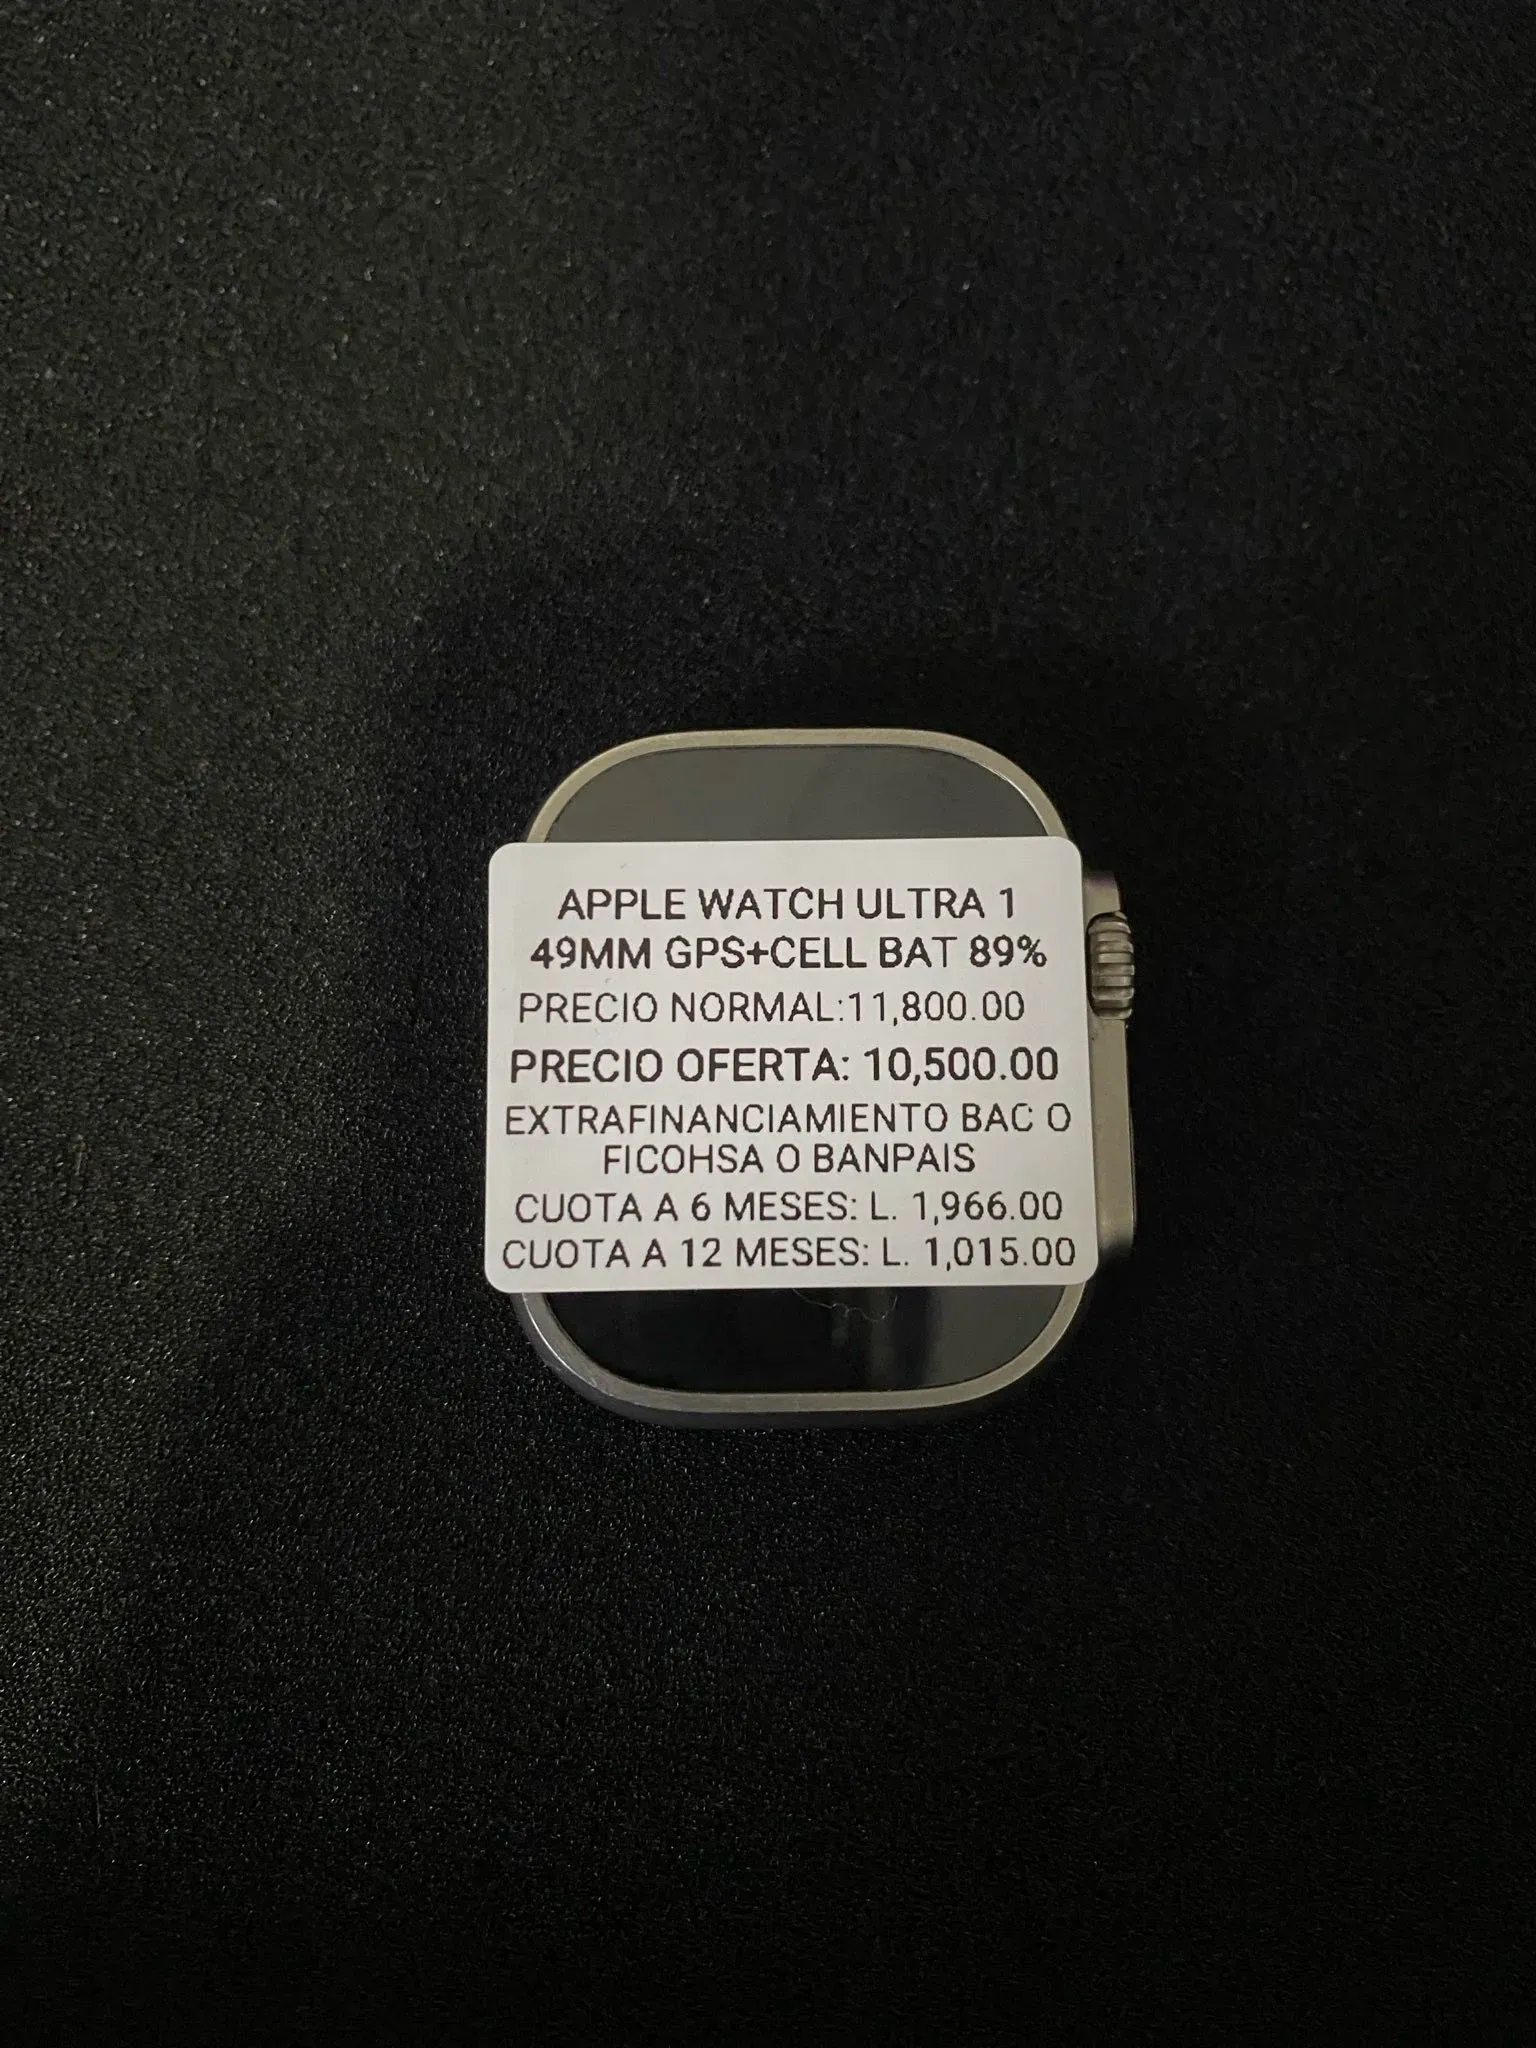 APPLE WATCH ULTRA 1
49MM GPS+CELL BAT 89%
PRECIO NORMAL:11,800.00
PRECIO OFERTA: 10,500.00
EXTRAFINANCIAMIENTO BAC O
FICOHSA O BANPAIS
CUOTA A 6 MESES: L. 1,966.00
CUOTA A 12 MESES: L. 1,015.00